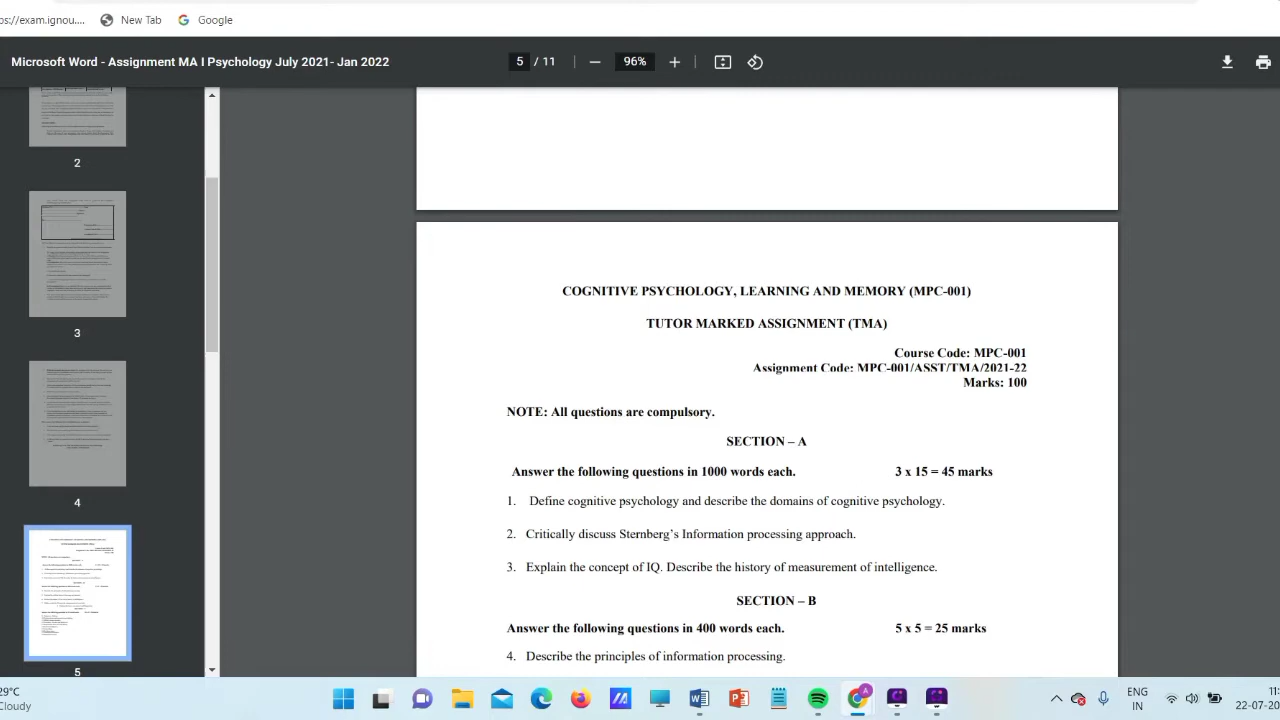 ps://exam.ignou.... New Tab Google
Microsoft Word - Assignment MA I Psychology July 2021- Jan 2022 5 / 11 96%
2
3
4
5
COGNITIVE PSYCHOLOGY, LEARNING AND MEMORY (MPC-001)
TUTOR MARKED ASSIGNMENT (TMA)
Course Code: MPC-001
Assignment Code: MPC-001/ASST/TMA/2021-22
Marks: 100
NOTE: All questions are compulsory.
SECTION – A
Answer the following questions in 1000 words each. 3 x 15 = 45 marks
1. Define cognitive psychology and describe the domains of cognitive psychology.
2. Critically discuss Sternberg's Information processing approach.
3. Explain the concept of IQ. Describe the history of measurement of intelligence.
SECTION – B
Answer the following questions in 400 words each. 5 x 5 = 25 marks
4. Describe the principles of information processing.
29°C
Cloudy
ENG
IN
11:
22-07-20